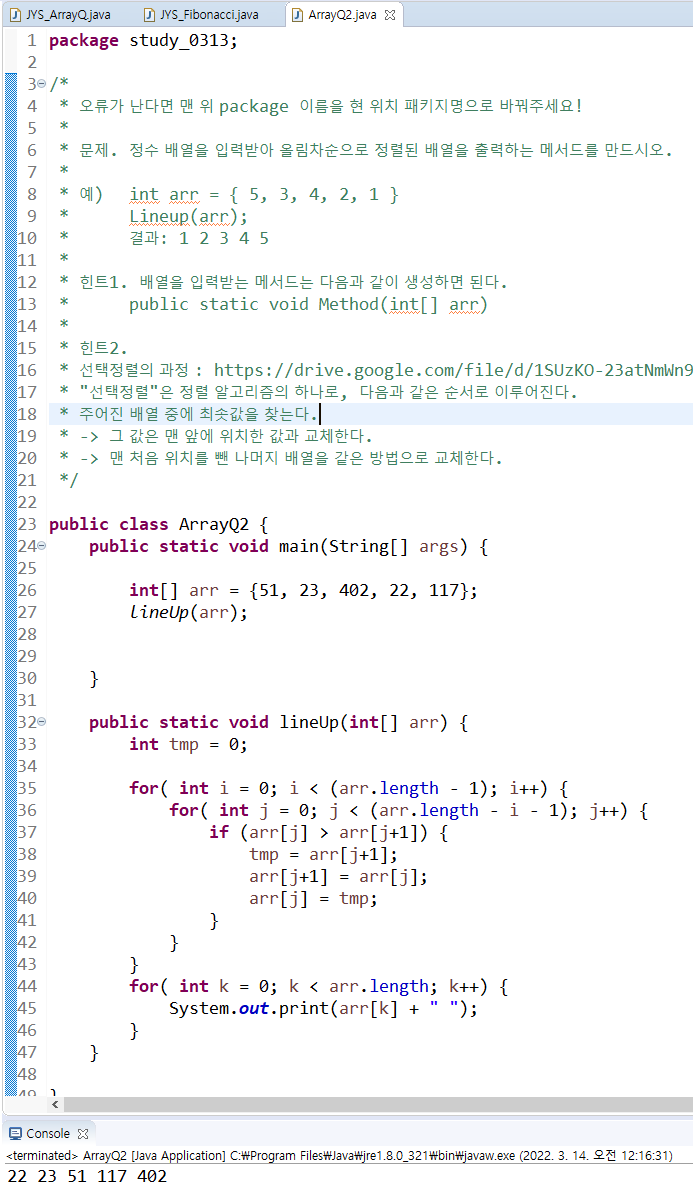 JYS_ArrayQ.java JYS_Fibonacci.java ArrayQ2.java
1 package study_0313;
2
3 /*
4 * 오류가 난다면 맨 위 package 이름을 현 위치 패키지명으로 바꿔주세요!
5 *
6 * 문제. 정수 배열을 입력받아 올림차순으로 정렬된 배열을 출력하는 메서드를 만드시오.
7 *
8 * 예) int arr = { 5, 3, 4, 2, 1 }
9 * Lineup(arr);
10 * 결과: 1 2 3 4 5
11 *
12 * 힌트1. 배열을 입력받는 메서드는 다음과 같이 생성하면 된다.
13 * public static void Method(int[] arr)
14 *
15 * 힌트2.
16 * 선택정렬의 과정 : https://drive.google.com/file/d/1SUzKO-23atNmWn9
17 * "선택정렬"은 정렬 알고리즘의 하나로, 다음과 같은 순서로 이루어진다.
18 * 주어진 배열 중에 최솟값을 찾는다.
19 * -> 그 값은 맨 앞에 위치한 값과 교체한다.
20 * -> 맨 처음 위치를 뺀 나머지 배열을 같은 방법으로 교체한다.
21 */
22
23 public class ArrayQ2 {
24 public static void main(String[] args) {
25
26 int[] arr = {51, 23, 402, 22, 117};
27 lineUp(arr);
28
29
30 }
31
32 public static void lineUp(int[] arr) {
33 int tmp = 0;
34
35 for( int i = 0; i < (arr.length - 1); i++) {
36 for( int j = 0; j < (arr.length - i - 1); j++) {
37 if (arr[j] > arr[j+1]) {
38 tmp = arr[j+1];
39 arr[j+1] = arr[j];
40 arr[j] = tmp;
41 }
42 }
43 }
44 for( int k = 0; k < arr.length; k++) {
45 System.out.print(arr[k] + " ");
46 }
47 }
48
49 }
Console
<terminated> ArrayQ2 [Java Application] C:₩Program Files₩Java₩jre1.8.0_321₩bin₩javaw.exe (2022. 3. 14. 오전 12:16:31)
22 23 51 117 402